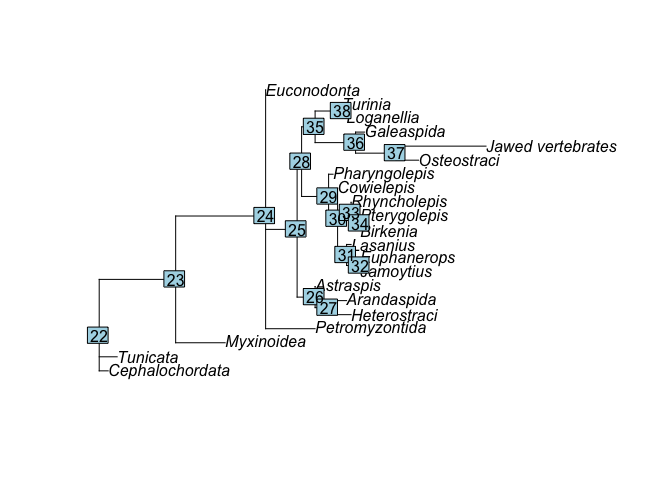 Euconodonta
Turinia
38
Loganellia
35
Galeaspida
36
Jawed vertebrates
37
Osteostraci
28
Pharyngolepis
Cowielepis
29
Rhyncholepis
33
Pterygolepis
24
30
34
25
Birkenia
Lasanius
31
Euphanerops
32
Jamoytius
23
Astraspis
26
Arandaspida
27
Heterostraci
Petromyzontida
22
Myxinoidea
Tunicata
Cephalochordata